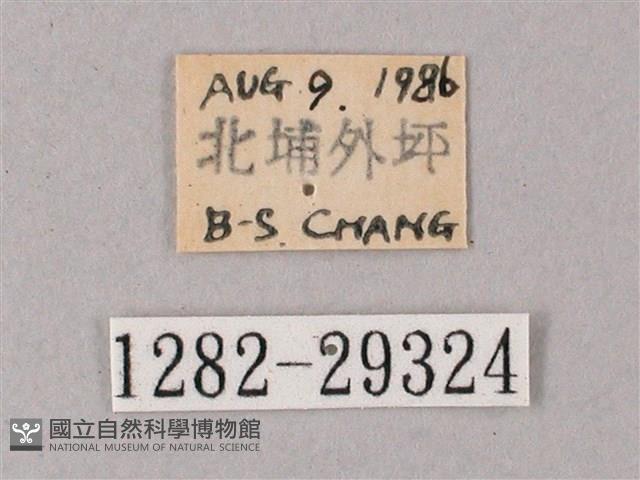 AUG 9. 1986
北埔外坪
B-S. CHANG
1282-29324
國立自然科學博物館
NATIONAL MUSEUM OF NATURAL SCIENCE